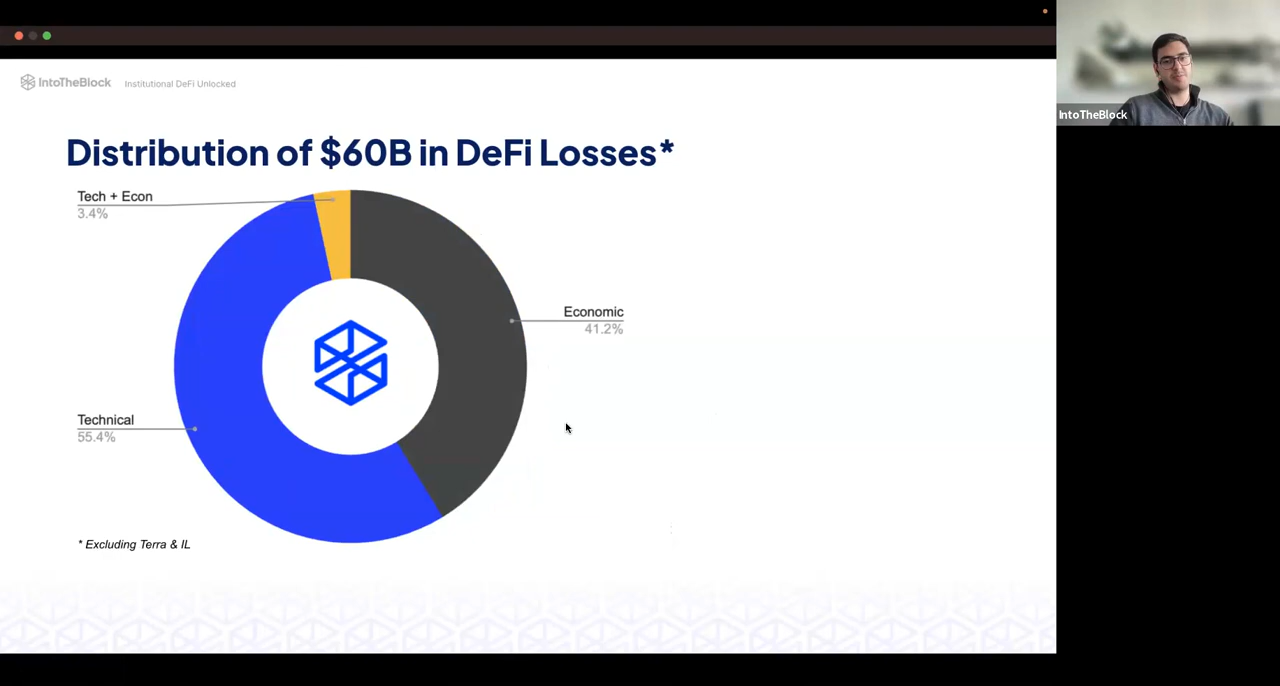 IntoTheBlock Institutional DeFi Unlocked
IntoTheBlock
Distribution of $60B in DeFi Losses*
Tech + Econ
3.4%
Economic
41.2%
Technical
55.4%
* Excluding Terra & IL